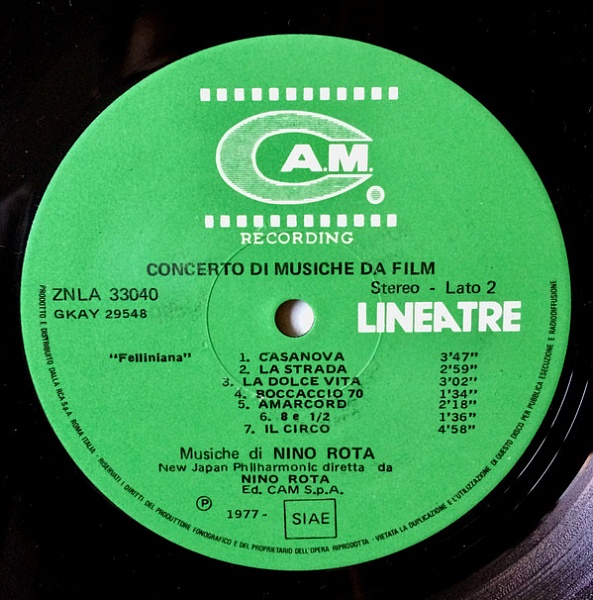 C.A.M.
RECORDING
CONCERTO DI MUSICHE DA FILM
ZNLA 33040
GKAY 29548
Stereo - Lato 2
LINEATRE
"Felliniana"
1. CASANOVA 3'47"
2. LA STRADA 2'59"
3. LA DOLCE VITA 3'02"
4. BOCCACCIO 70 1'34"
5. AMARCORD 2'18"
6. 8 e 1/2 1'36"
7. IL CIRCO 4'58"
Musiche di NINO ROTA
New Japan Philharmonic diretta da
NINO ROTA
Ed. CAM S.p.A.
Ⓟ 1977 - SIAE
PRODOTTO E DISTRIBUITO DALLA RCA S.p.A. ROMA ITALIA - RISERVATI I DIRITTI DEL PRODUTTORE FONOGRAFICO E DEL PROPRIETARIO DELL'OPERA RIPRODOTTA - VIETATA LA DUPLICAZIONE E L'UTILIZZAZIONE DI QUESTO DISCO PER PUBBLICA ESECUZIONE E RADIODIFFUSIONE